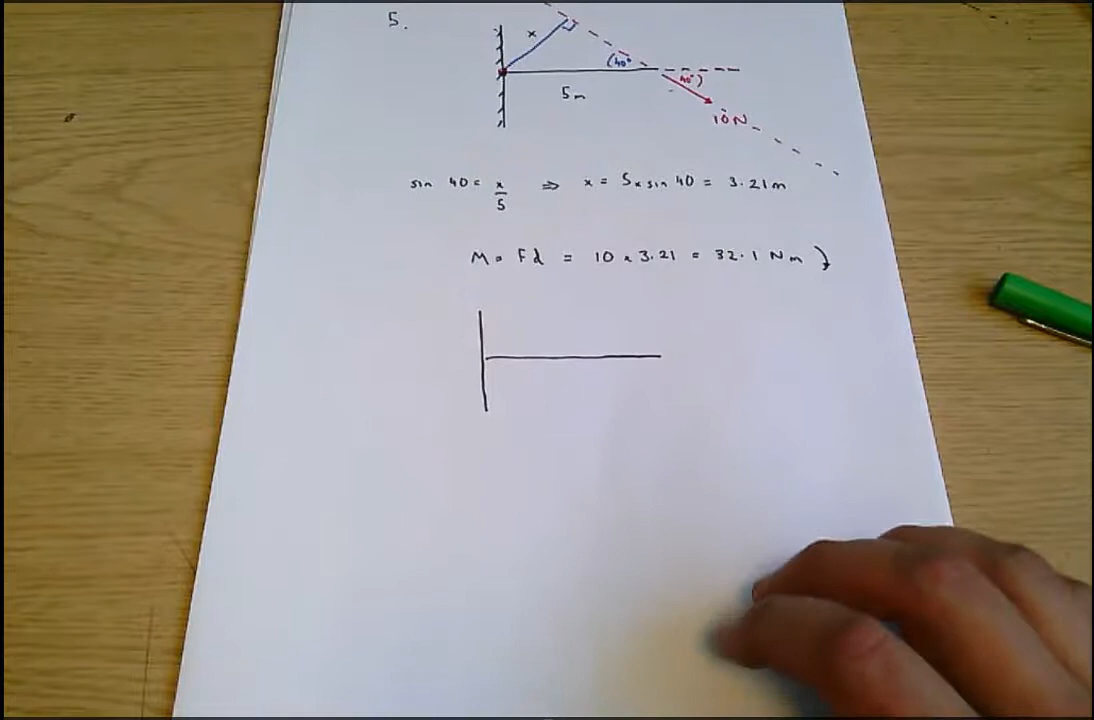 5.
x
(40°
40°)
5m
10N
sin 40 = x/5 ⇒ x = 5 × sin 40 = 3.21m
M = Fd = 10 × 3.21 = 32.1 Nm